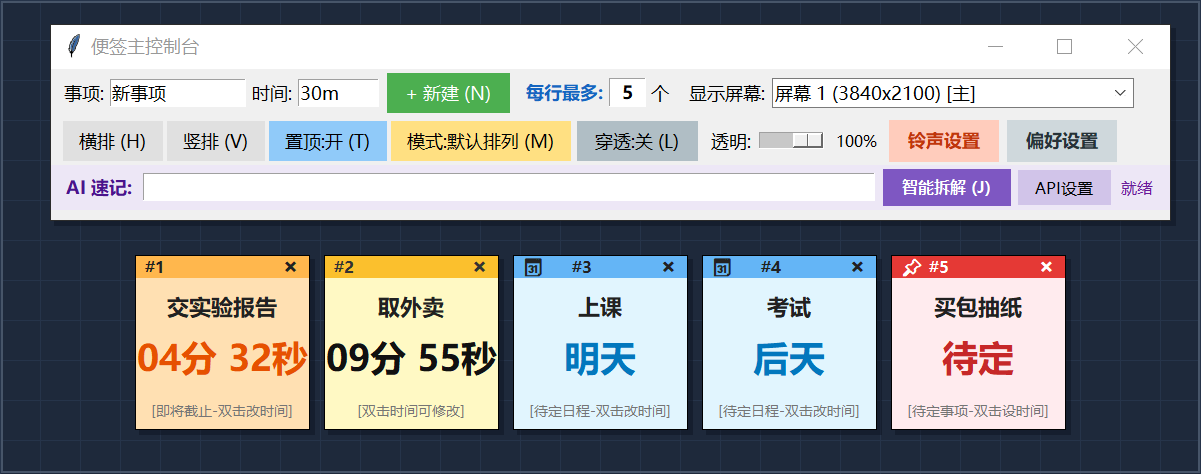 便签主控制台
事项: 新事项 时间: 30m + 新建 (N) 每行最多: 5 个 显示屏幕: 屏幕 1 (3840x2100) [主]
横排 (H) 竖排 (V) 置顶:开 (T) 模式:默认排列 (M) 穿透:关 (L) 透明: 100% 铃声设置 偏好设置
AI 速记: 智能拆解 (J) API设置 就绪
#1
交实验报告
04分 32秒
[即将截止-双击改时间]
#2
取外卖
09分 55秒
[双击时间可修改]
31 #3
上课
明天
[待定日程-双击改时间]
31 #4
考试
后天
[待定日程-双击改时间]
#5
买包抽纸
待定
[待定事项-双击设时间]